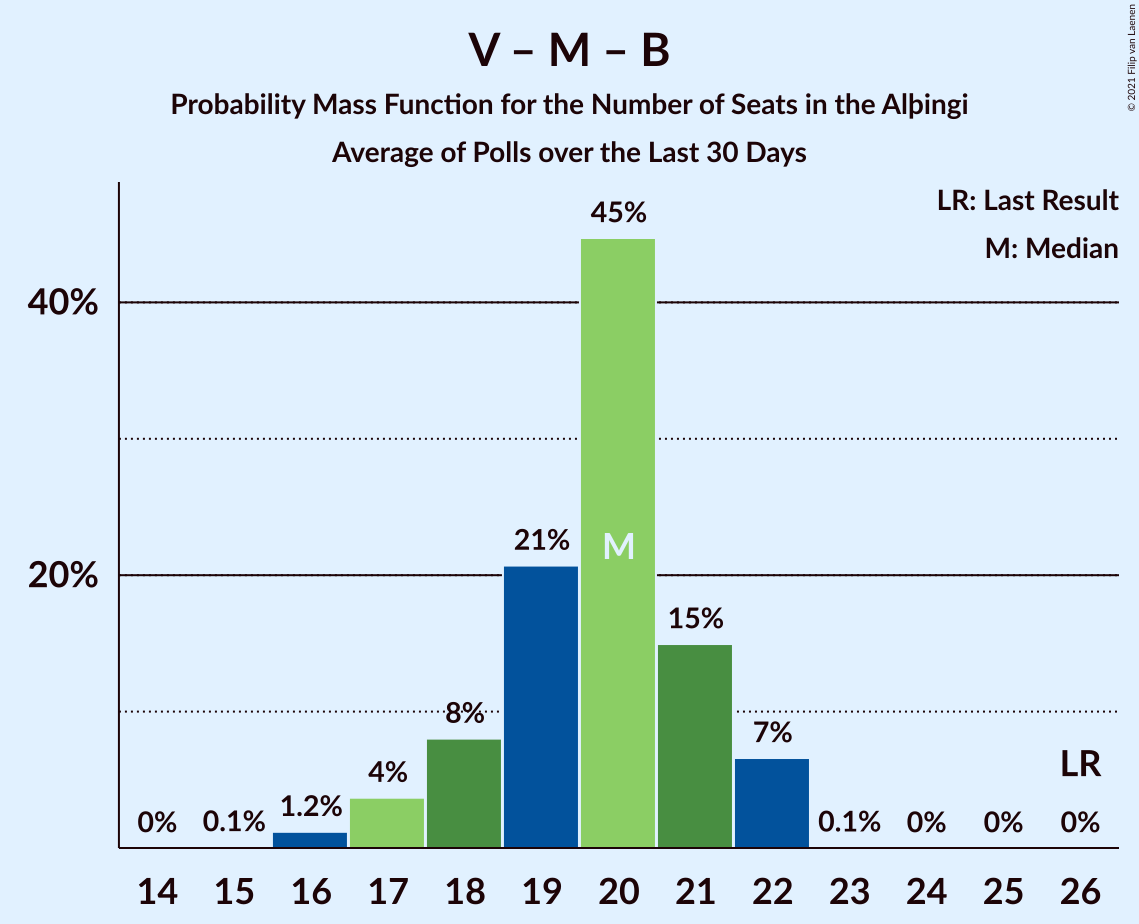 V – M – B
Probability Mass Function for the Number of Seats in the Alþingi
Average of Polls over the Last 30 Days
© 2021 Filip van Laenen
LR: Last Result
M: Median
45%
40%
21%
M
20%
15%
8%
7%
4%
LR
1.2%
0%
0.1%
0.1%
0%
0%
0%
14 15 16 17 18 19 20 21 22 23 24 25 26